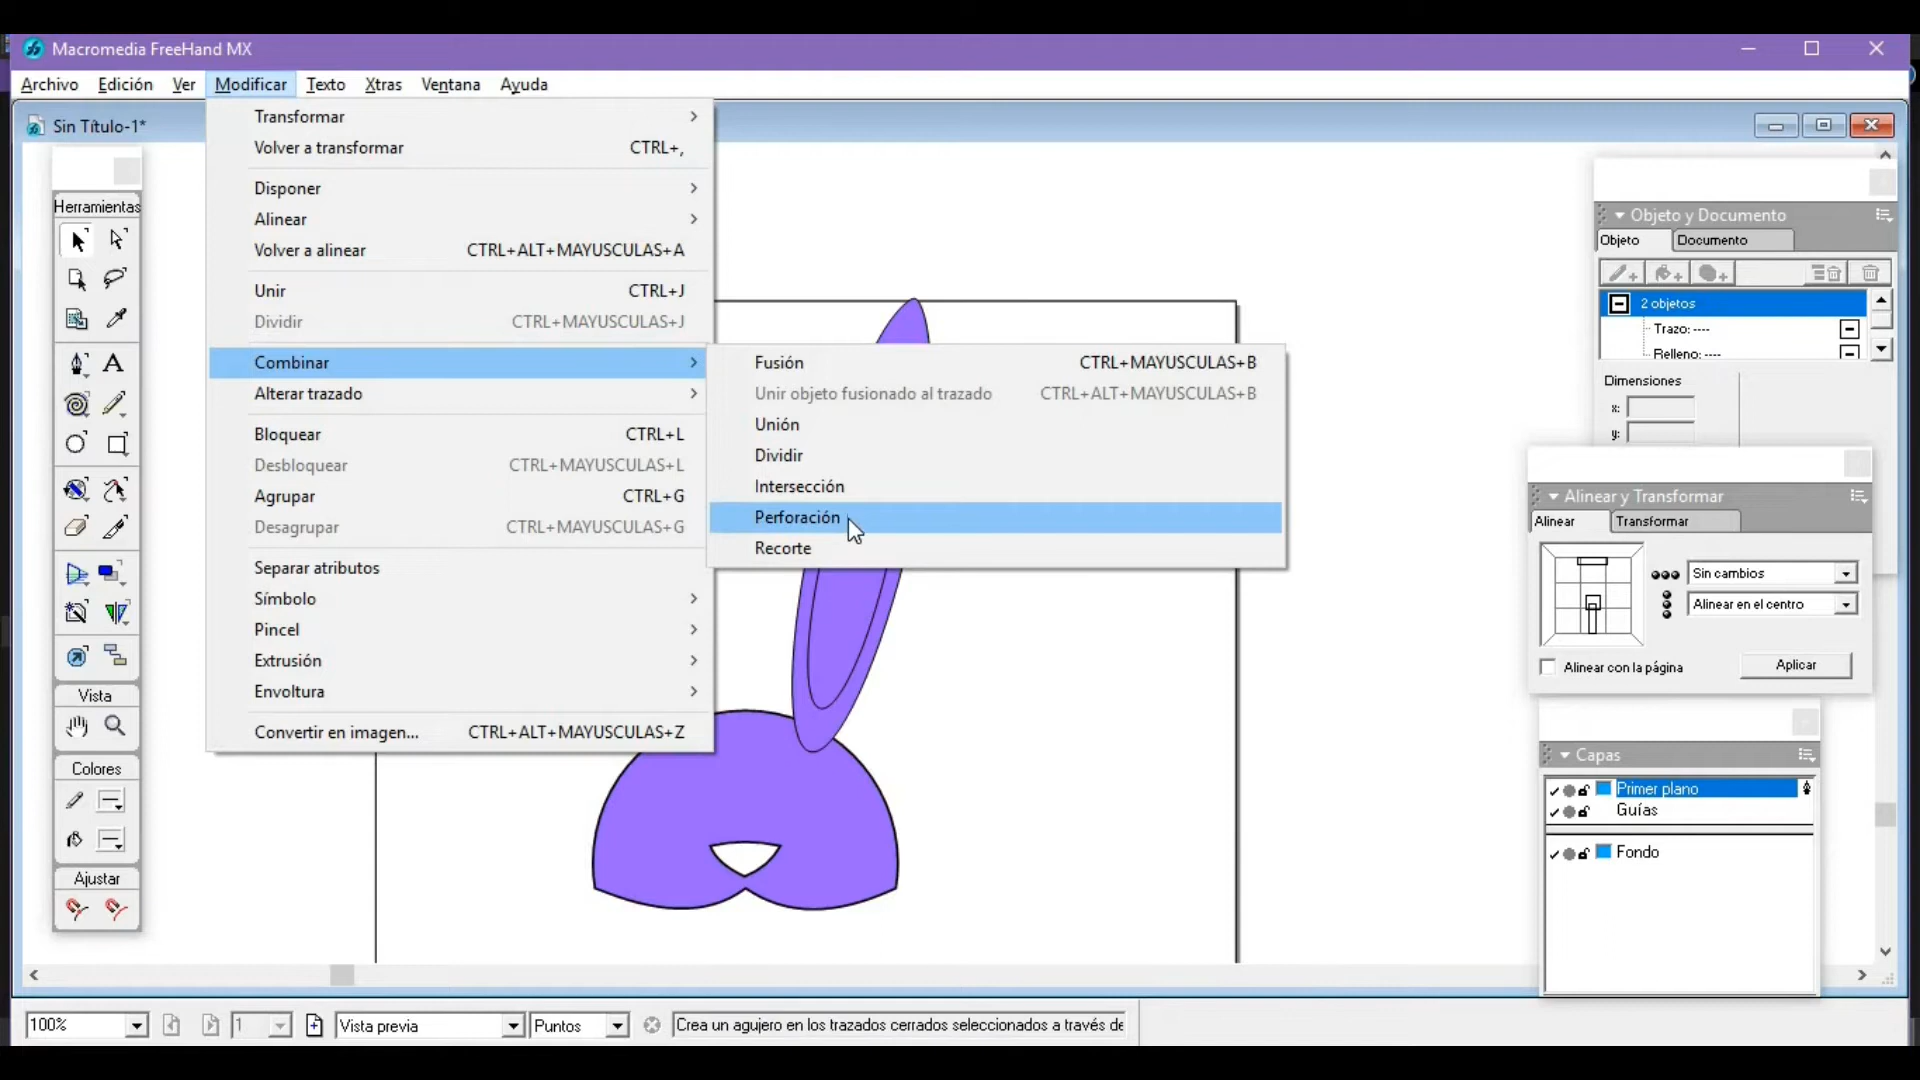 Macromedia FreeHand MX
Archivo Edición Ver Modificar Texto Xtras Ventana Ayuda
Sin Título-1*
Herramientas
Vista
Colores
Ajustar
Transformar
Volver a transformar CTRL+,
Disponer
Alinear
Volver a alinear CTRL+ALT+MAYUSCULAS+A
Unir CTRL+J
Dividir CTRL+MAYUSCULAS+J
Combinar
Alterar trazado
Bloquear CTRL+L
Desbloquear CTRL+MAYUSCULAS+L
Agrupar CTRL+G
Desagrupar CTRL+MAYUSCULAS+G
Separar atributos
Símbolo
Pincel
Extrusión
Envoltura
Convertir en imagen... CTRL+ALT+MAYUSCULAS+Z
Fusión CTRL+MAYUSCULAS+B
Unir objeto fusionado al trazado CTRL+ALT+MAYUSCULAS+B
Unión
Dividir
Intersección
Perforación
Recorte
Objeto y Documento
Objeto Documento
2 objetos
Trazo: ----
Relleno: ----
Dimensiones
x:
y:
Alinear y Transformar
Alinear Transformar
Sin cambios
Alinear en el centro
Alinear con la página Aplicar
Capas
Primer plano
Guías
Fondo
100% 1 Vista previa Puntos Crea un agujero en los trazados cerrados seleccionados a través de